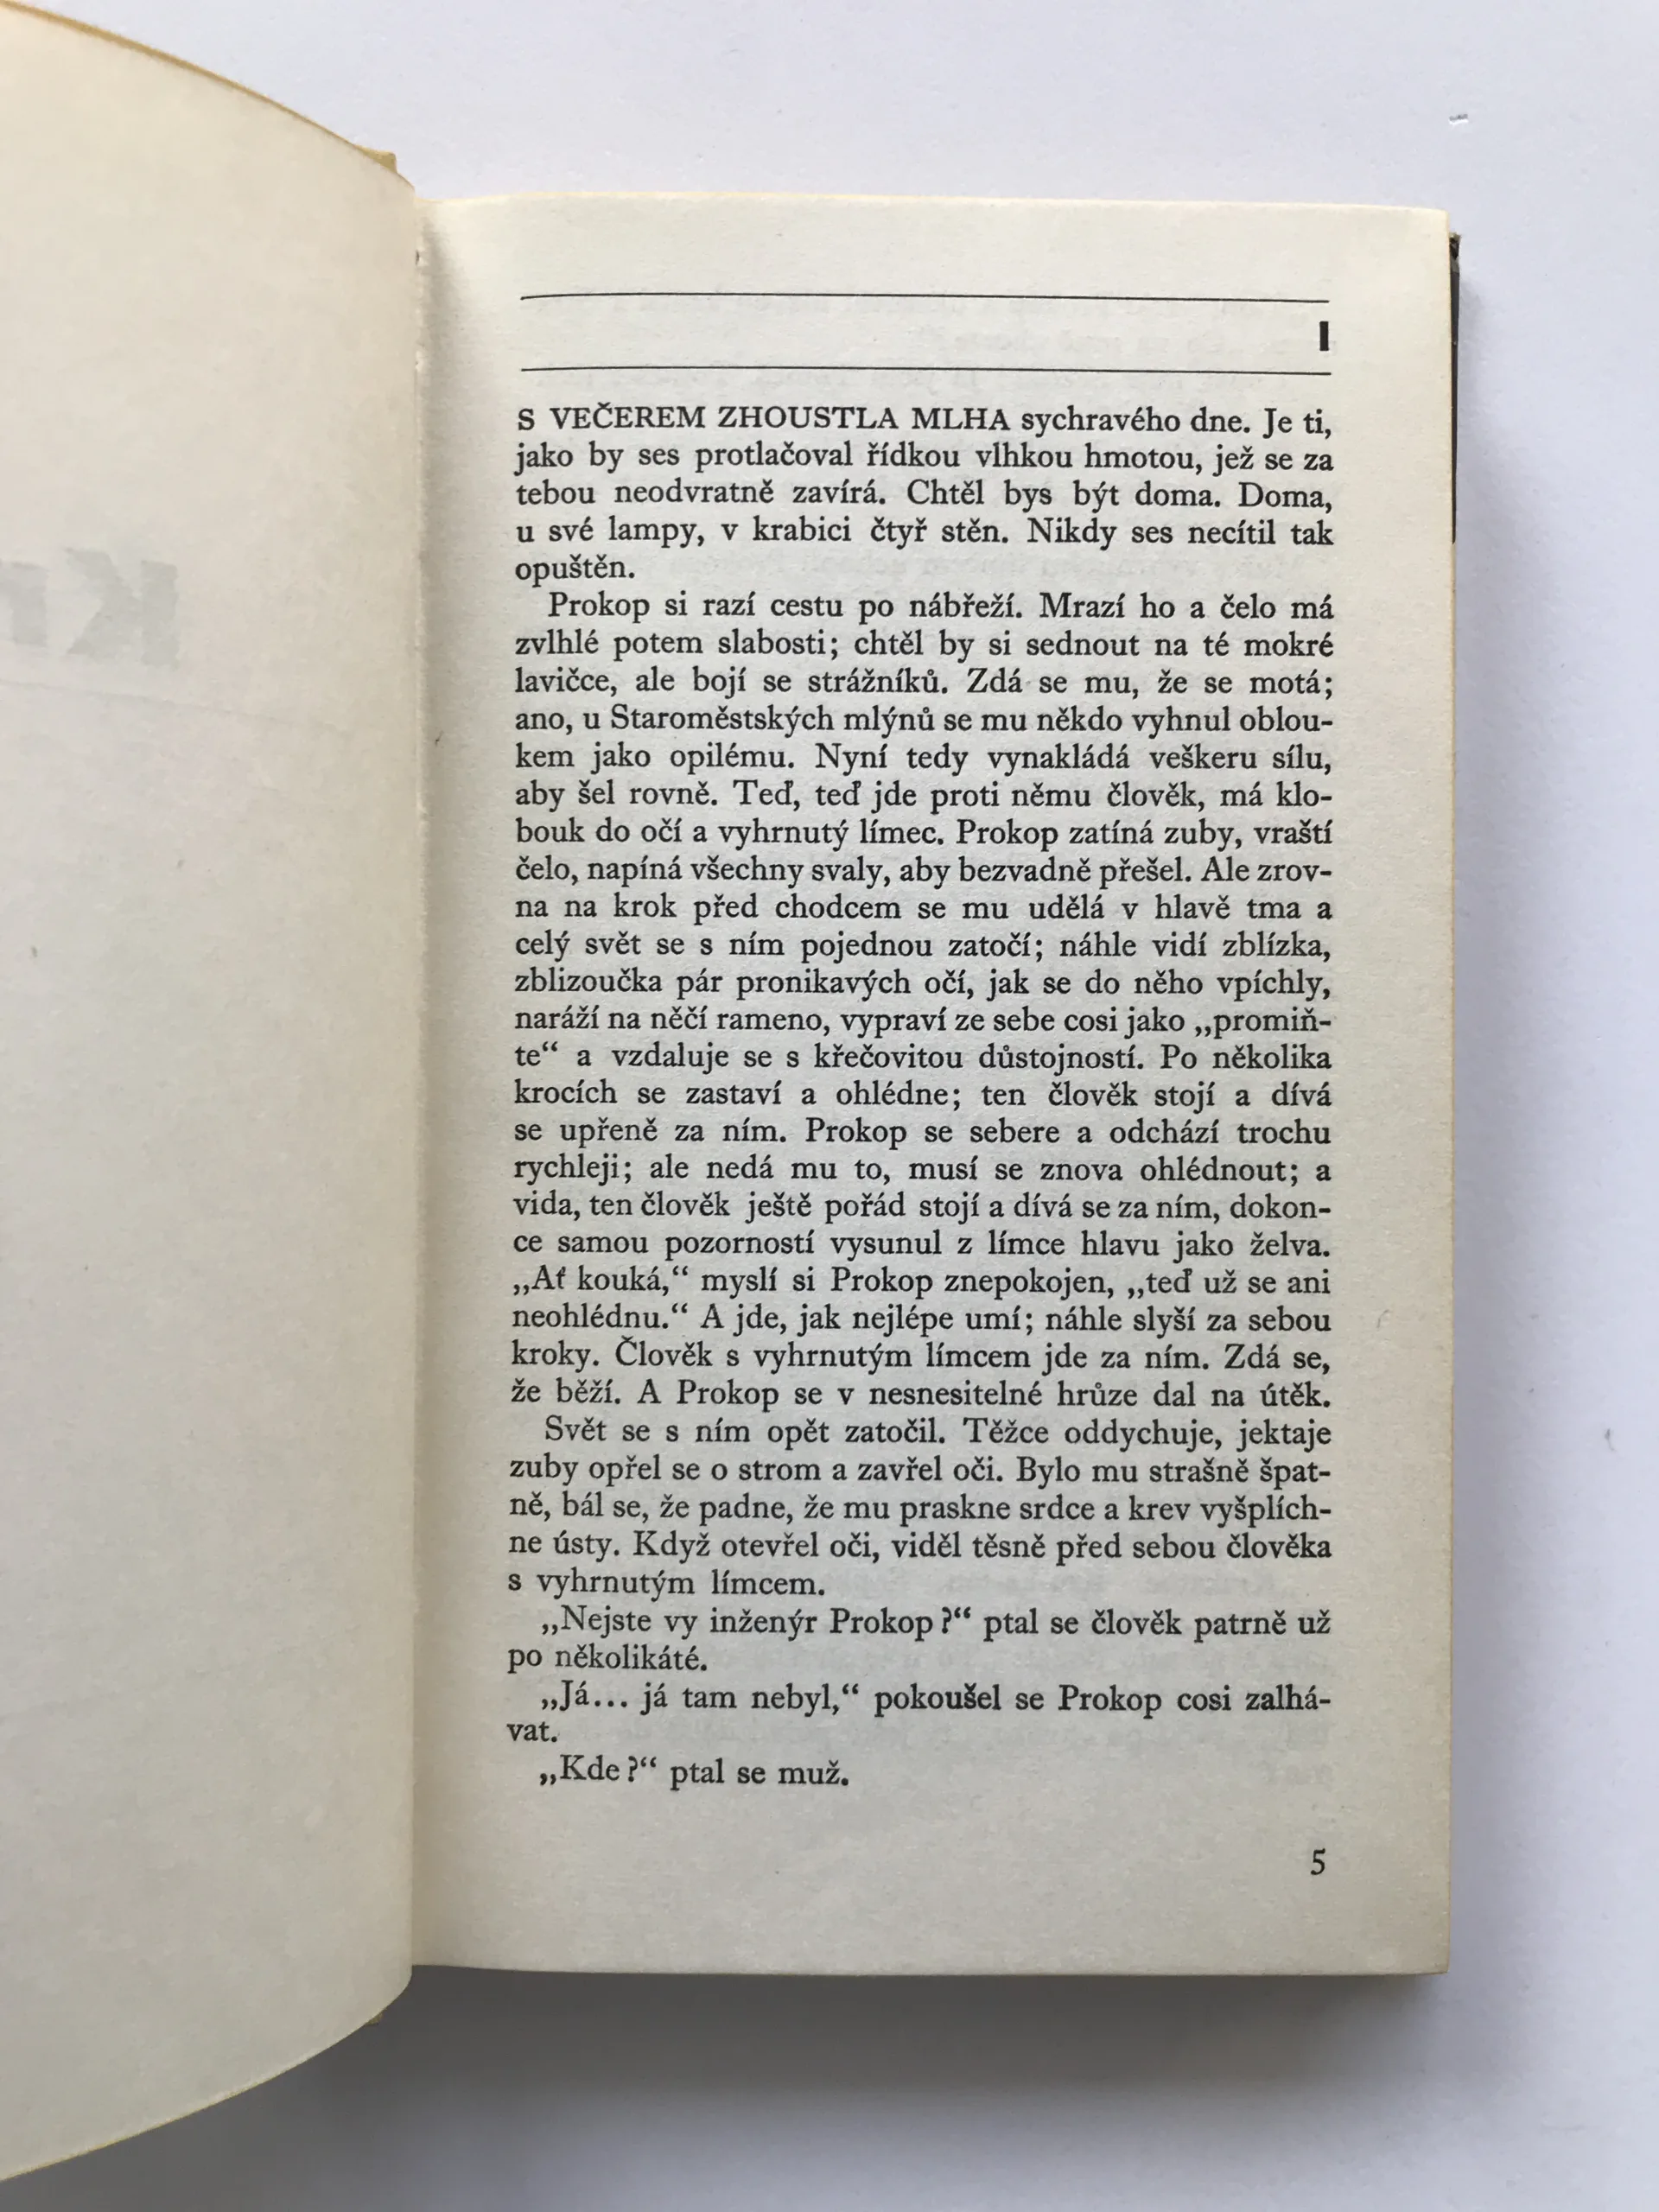 I
S VEČEREM ZHOUSTLA MLHA sychravého dne. Je ti,
jako by ses protlačoval řídkou vlhkou hmotou, jež se za
tebou neodvratně zavírá. Chtěl bys být doma. Doma,
u své lampy, v krabici čtyř stěn. Nikdy ses necítil tak
opuštěn.
Prokop si razí cestu po nábřeží. Mrazí ho a čelo má
zvlhlé potem slabosti; chtěl by si sednout na té mokré
lavičce, ale bojí se strážníků. Zdá se mu, že se motá;
ano, u Staroměstských mlýnů se mu někdo vyhnul oblou-
kem jako opilému. Nyní tedy vynakládá veškeru sílu,
aby šel rovně. Teď, teď jde proti němu člověk, má klo-
bouk do očí a vyhrnutý límec. Prokop zatíná zuby, vraští
čelo, napíná všechny svaly, aby bezvadně přešel. Ale zrov-
na na krok před chodcem se mu udělá v hlavě tma a
celý svět se s ním pojednou zatočí; náhle vidí zblízka,
zblizoučka pár pronikavých očí, jak se do něho vpíchly,
naráží na něčí rameno, vypraví ze sebe cosi jako „promiň-
te“ a vzdaluje se s křečovitou důstojností. Po několika
krocích se zastaví a ohlédne; ten člověk stojí a dívá
se upřeně za ním. Prokop se sebere a odchází trochu
rychleji; ale nedá mu to, musí se znova ohlédnout; a
vida, ten člověk ještě pořád stojí a dívá se za ním, dokon-
ce samou pozorností vysunul z límce hlavu jako želva.
„Ať kouká,“ myslí si Prokop znepokojen, „teď už se ani
neohlédnu.“ A jde, jak nejlépe umí; náhle slyší za sebou
kroky. Člověk s vyhrnutým límcem jde za ním. Zdá se,
že běží. A Prokop se v nesnesitelné hrůze dal na útěk.
Svět se s ním opět zatočil. Těžce oddychuje, jektaje
zuby opřel se o strom a zavřel oči. Bylo mu strašně špat-
ně, bál se, že padne, že mu praskne srdce a krev vyšplích-
ne ústy. Když otevřel oči, viděl těsně před sebou člověka
s vyhrnutým límcem.
„Nejste vy inženýr Prokop?“ ptal se člověk patrně už
po několikáté.
„Já... já tam nebyl,“ pokoušel se Prokop cosi zalhá-
vat.
„Kde?“ ptal se muž.
5